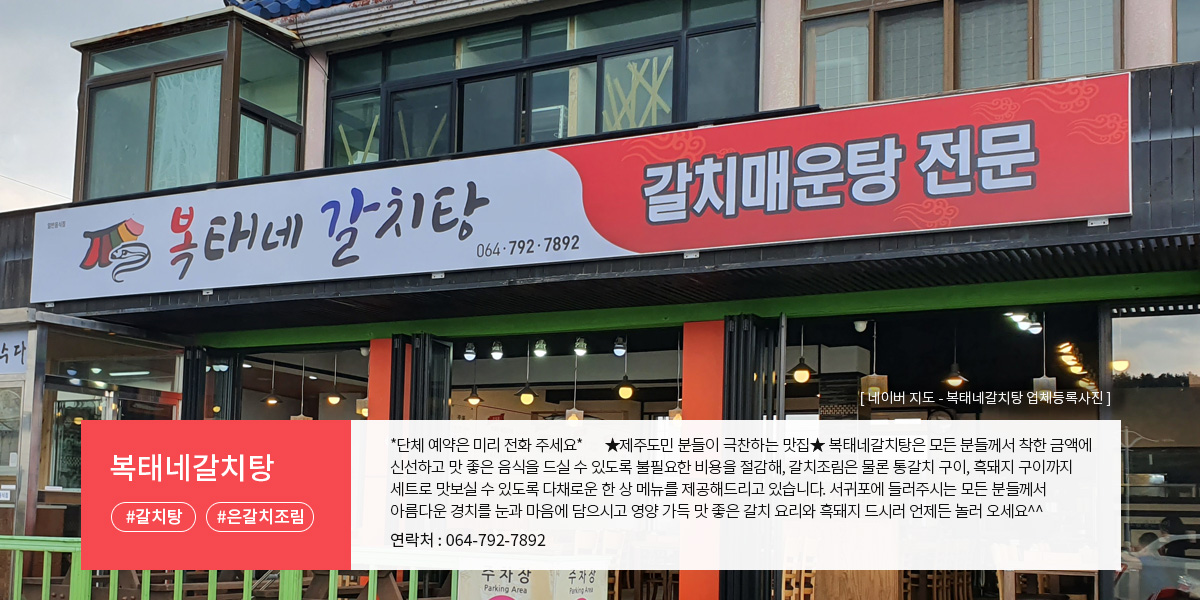 일반음식점
복태네 갈치탕
064·792·7892
갈치매운탕 전문
수다
[ 네이버 지도 - 복태네갈치탕 업체등록사진 ]
복태네갈치탕
#갈치탕 #은갈치조림
*단체 예약은 미리 전화 주세요* ★제주도민 분들이 극찬하는 맛집★ 복태네갈치탕은 모든 분들께서 착한 금액에
신선하고 맛 좋은 음식을 드실 수 있도록 불필요한 비용을 절감해, 갈치조림은 물론 통갈치 구이, 흑돼지 구이까지
세트로 맛보실 수 있도록 다채로운 한 상 메뉴를 제공해드리고 있습니다. 서귀포에 들러주시는 모든 분들께서
아름다운 경치를 눈과 마음에 담으시고 영양 가득 맛 좋은 갈치 요리와 흑돼지 드시러 언제든 놀러 오세요^^
연락처 : 064-792-7892
주차장 주차장
Parking Area Parking Area